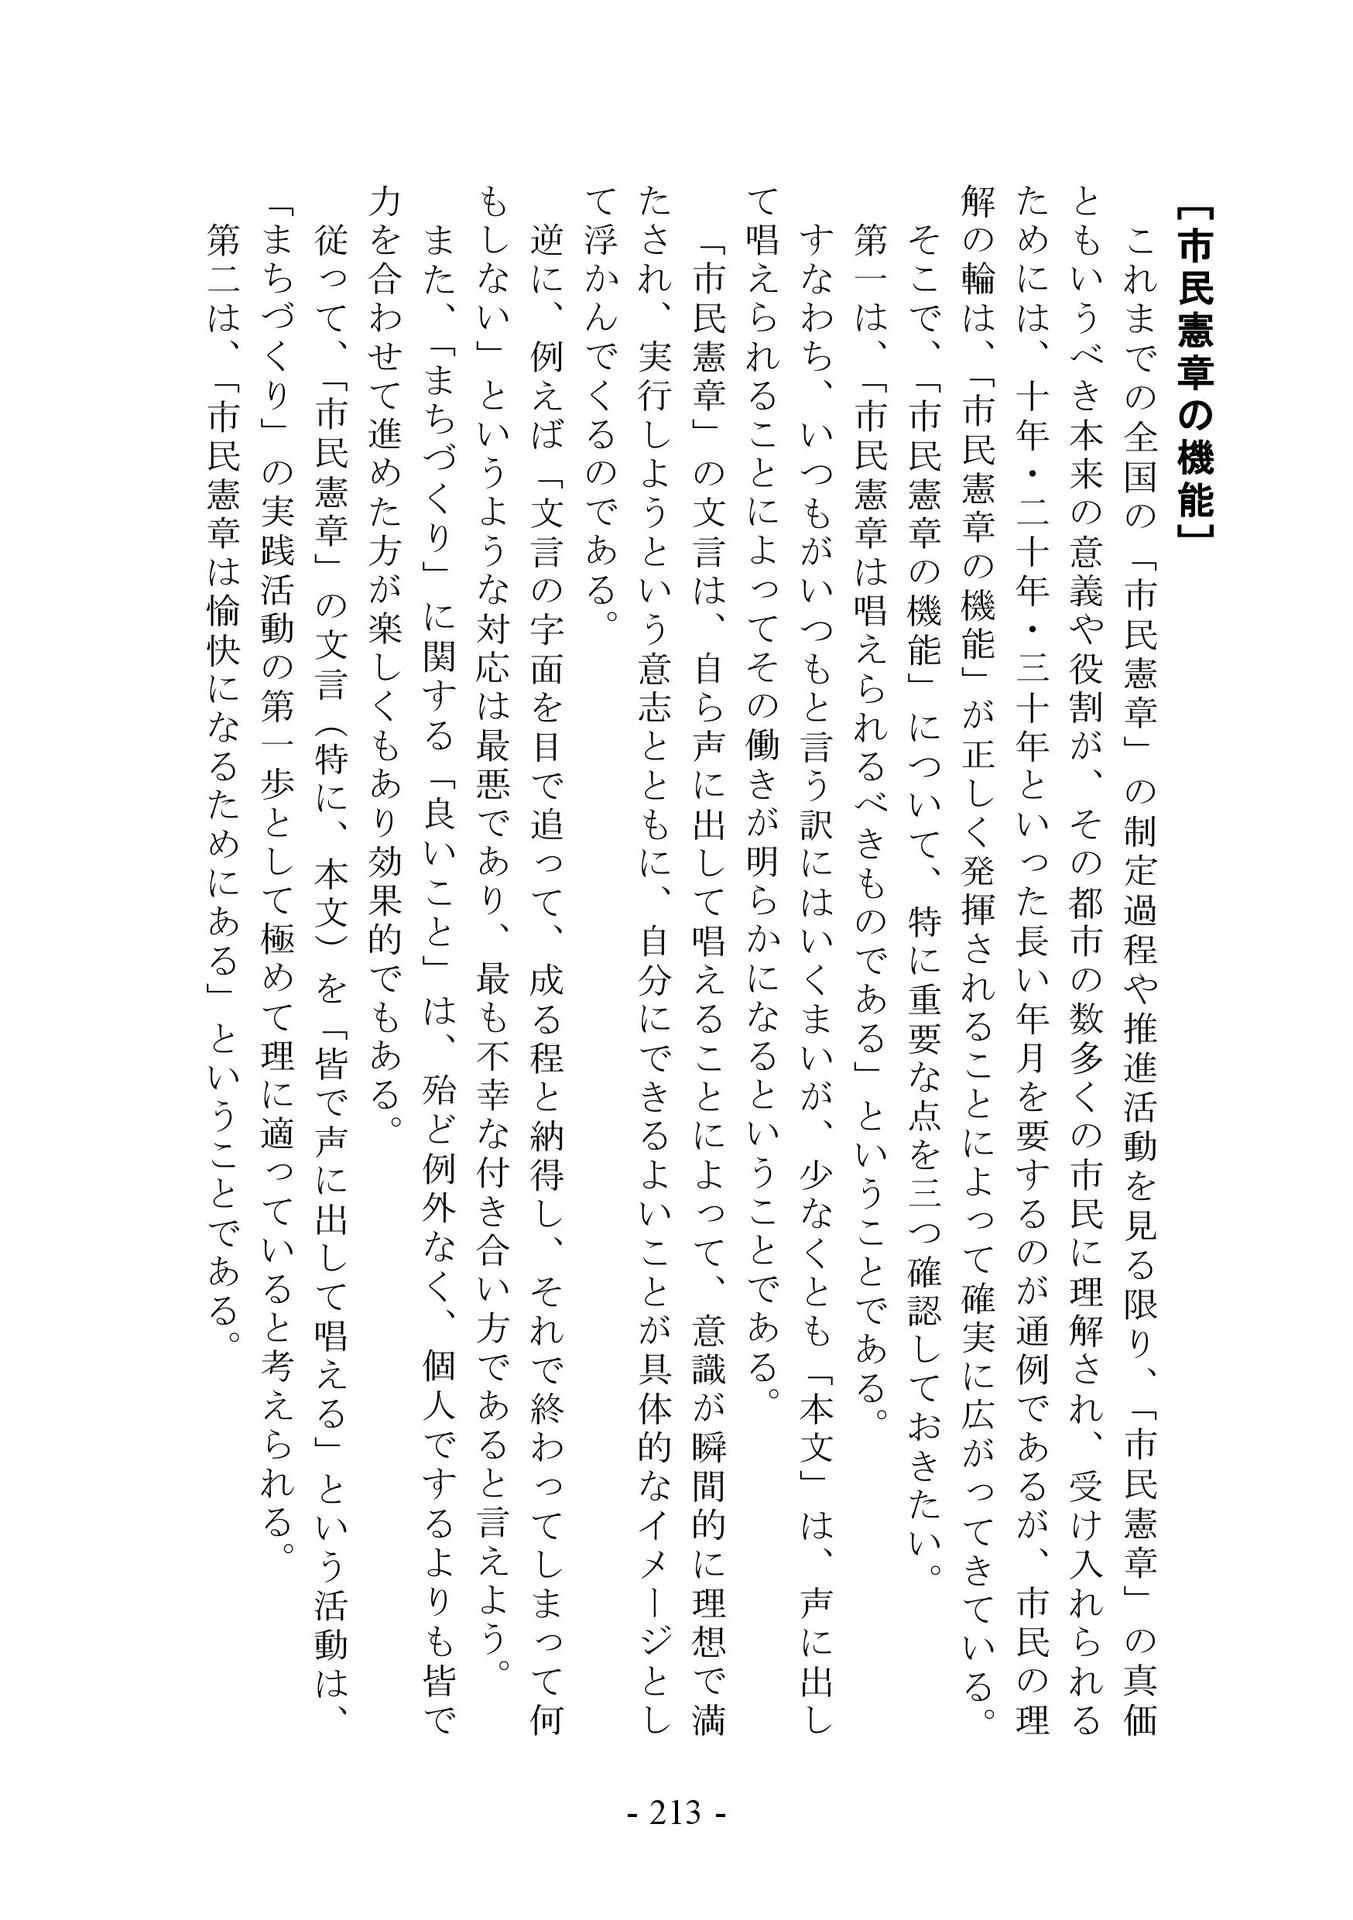 ［市民憲章の機能］
これまでの全国の「市民憲章」の制定過程や推進活動を見る限り、「市民憲章」の真価
ともいうべき本来の意義や役割が、その都市の数多くの市民に理解され、受け入れられる
ためには、十年・二十年・三十年といった長い年月を要するのが通例であるが、市民の理
解の輪は、「市民憲章の機能」が正しく発揮されることによって確実に広がってきている。
そこで、「市民憲章の機能」について、特に重要な点を三つ確認しておきたい。
第一は、「市民憲章は唱えられるべきものである」ということである。
すなわち、いつもがいつもと言う訳にはいくまいが、少なくとも「本文」は、声に出し
て唱えられることによってその働きが明らかになるということである。
「市民憲章」の文言は、自ら声に出して唱えることによって、意識が瞬間的に理想で満
たされ、実行しようという意志とともに、自分にできるよいことが具体的なイメージとし
て浮かんでくるのである。
逆に、例えば「文言の字面を目で追って、成る程と納得し、それで終わってしまって何
もしない」というような対応は最悪であり、最も不幸な付き合い方であると言えよう。
また、「まちづくり」に関する「良いこと」は、殆ど例外なく、個人でするよりも皆で
力を合わせて進めた方が楽しくもあり効果的でもある。
従って、「市民憲章」の文言（特に、本文）を「皆で声に出して唱える」という活動は、
「まちづくり」の実践活動の第一歩として極めて理に適っていると考えられる。
第二は、「市民憲章は愉快になるためにある」ということである。
- 213 -